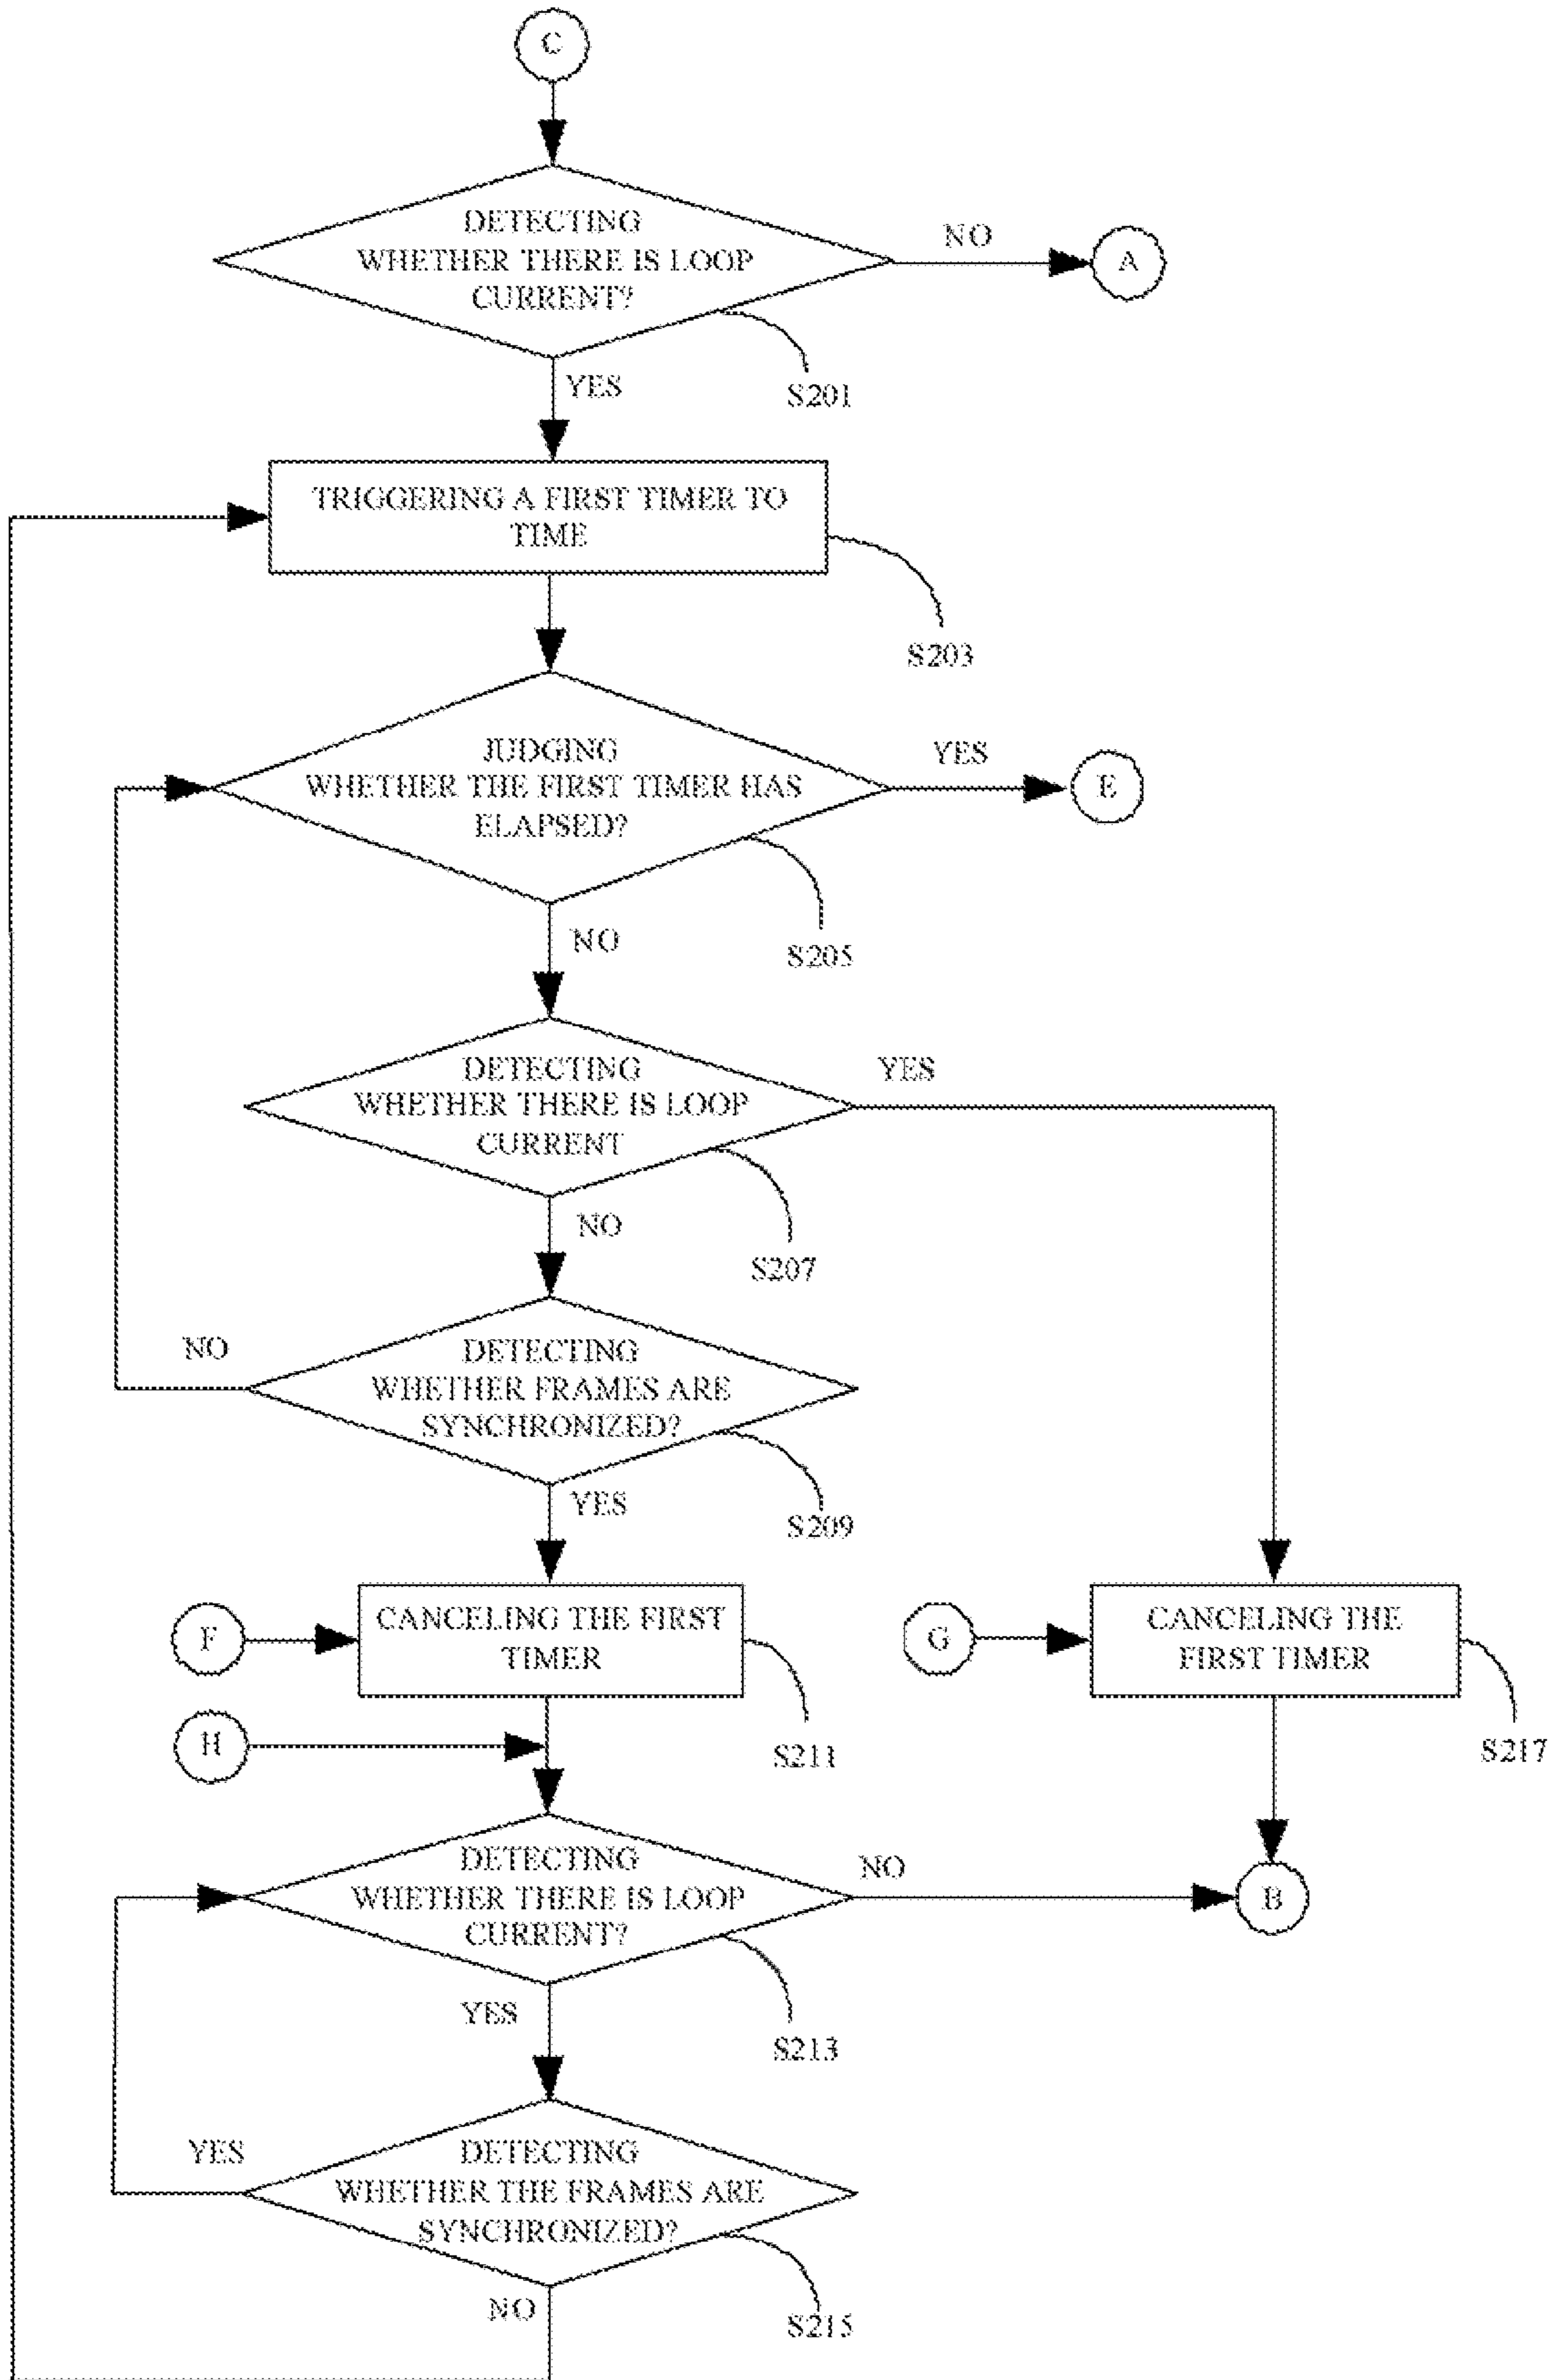 C
DETECTING
WHETHER THERE IS LOOP
CURRENT?
NO
A
S201
YES
TRIGGERING A FIRST TIMER TO
TIME
S203
JUDGING
WHETHER THE FIRST TIMER HAS
ELAPSED?
YES
E
S205
NO
DETECTING
WHETHER THERE IS LOOP
CURRENT
YES
S207
NO
DETECTING
WHETHER FRAMES ARE
SYNCHRONIZED?
NO
S209
YES
F
CANCELING THE FIRST
TIMER
S211
G
CANCELING THE
FIRST TIMER
S217
H
DETECTING
WHETHER THERE IS LOOP
CURRENT?
NO
B
S213
YES
DETECTING
WHETHER THE FRAMES ARE
SYNCHRONIZED?
YES
S215
NO